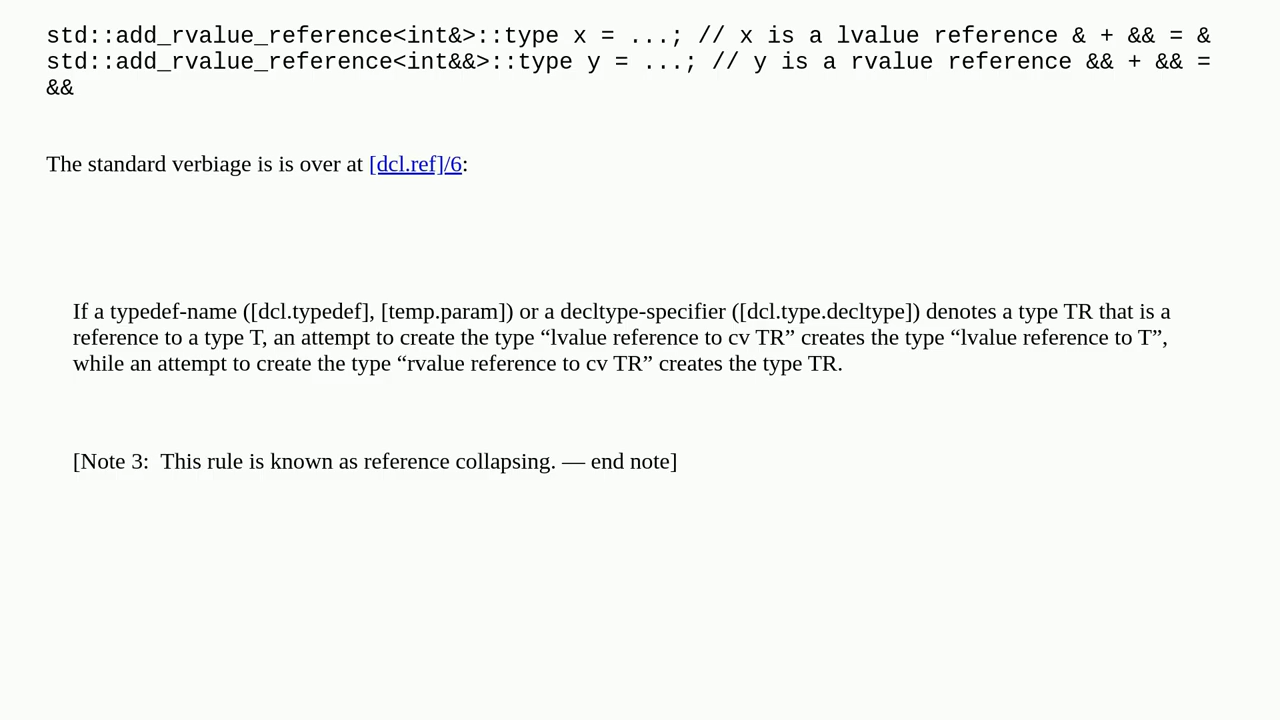 std::add_rvalue_reference<int&>::type x = ...; // x is a lvalue reference & + && = &
std::add_rvalue_reference<int&&>::type y = ...; // y is a rvalue reference && + && =
&&
The standard verbiage is is over at [dcl.ref]/6:
If a typedef-name ([dcl.typedef], [temp.param]) or a decltype-specifier ([dcl.type.decltype]) denotes a type TR that is a
reference to a type T, an attempt to create the type “lvalue reference to cv TR” creates the type “lvalue reference to T”,
while an attempt to create the type “rvalue reference to cv TR” creates the type TR.
[Note 3:  This rule is known as reference collapsing. — end note]